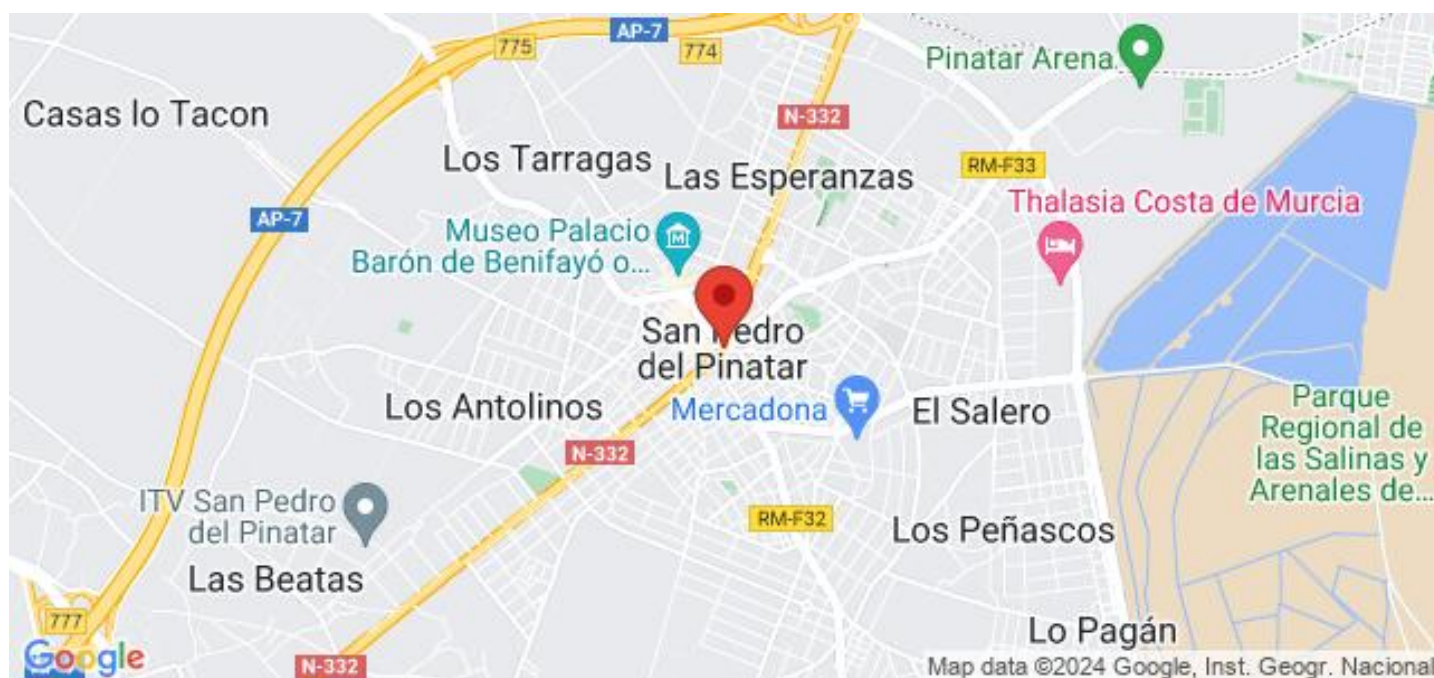 AP-7
775
774
Pinatar Arena
Casas lo Tacon
N-332
Los Tarragas
Las Esperanzas
RM-F33
Thalasia Costa de Murcia
AP-7
Museo Palacio
Barón de Benifayó o...
San Pedro
del Pinatar
Los Antolinos
Mercadona
El Salero
Parque
Regional de
las Salinas y
Arenales de...
N-332
ITV San Pedro
del Pinatar
RM-F32
Los Peñascos
Las Beatas
777
Lo Pagán
Google
N-332
Map data ©2024 Google, Inst. Geogr. Nacional